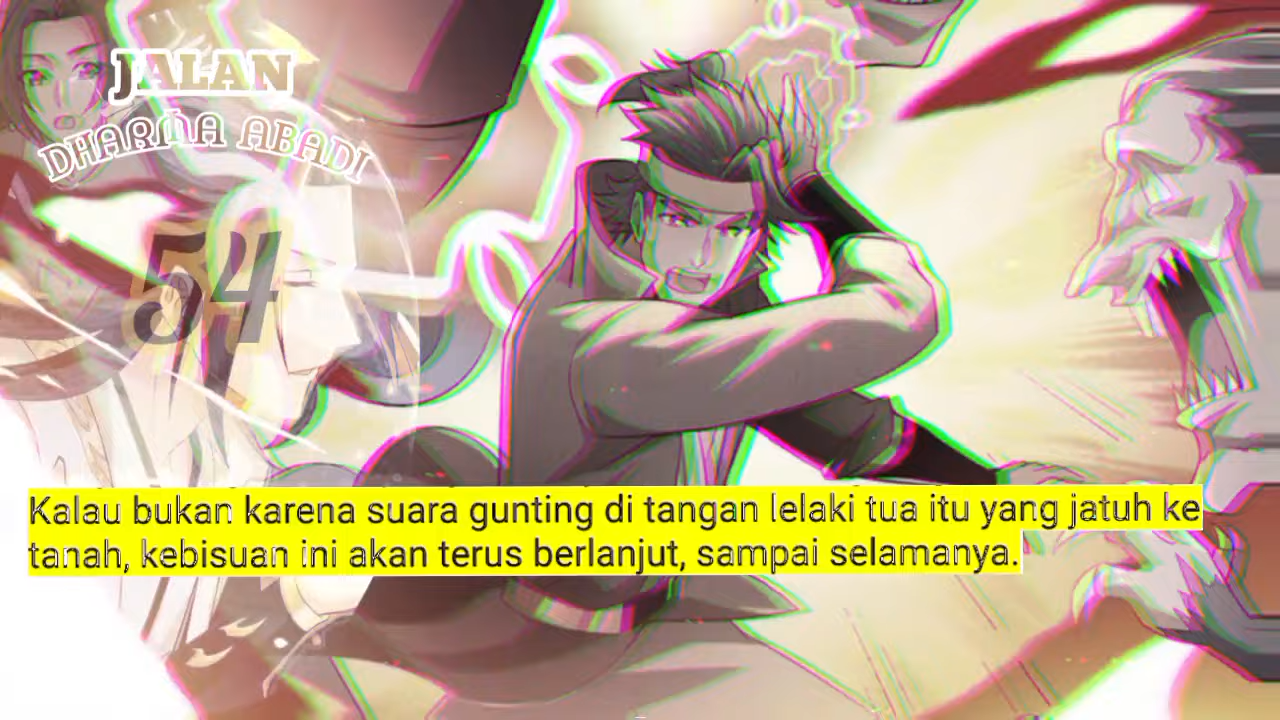 JALAN
DHARMA ABADI
54
Kalau bukan karena suara gunting di tangan lelaki tua itu yang jatuh ke
tanah, kebisuan ini akan terus berlanjut, sampai selamanya.